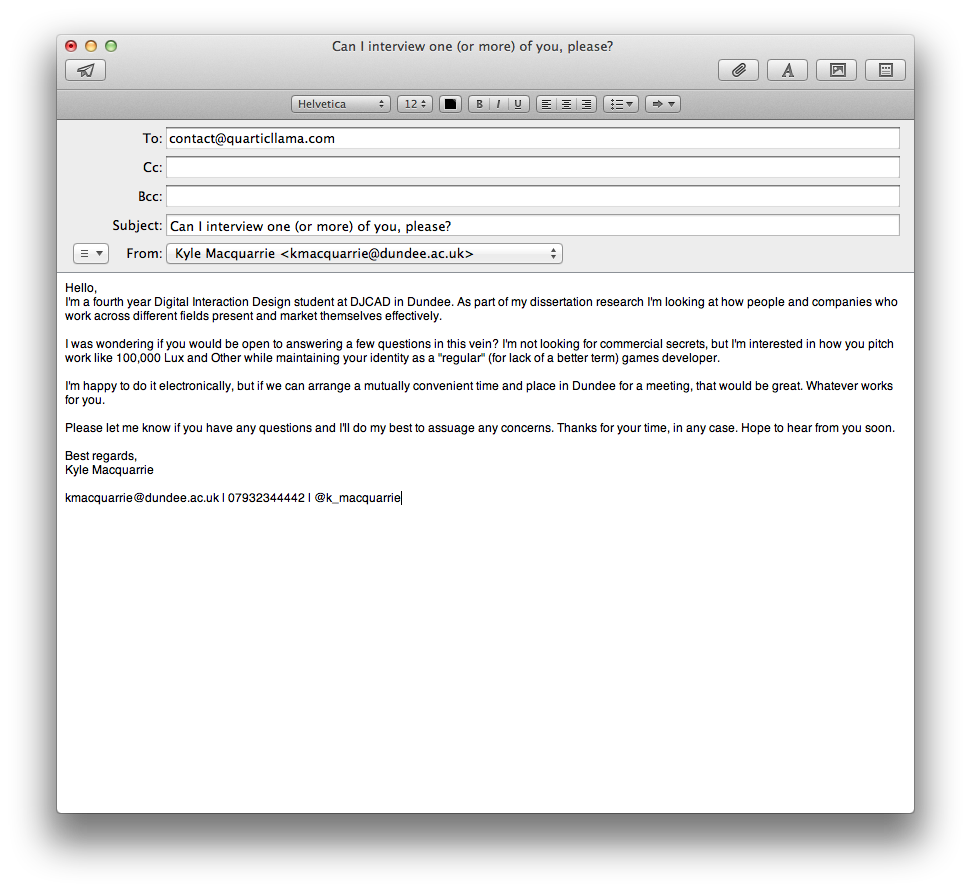 Can I interview one (or more) of you, please?
A
Helvetica 12 B I U
To: contact@quarticllama.com
Cc:
Bcc:
Subject: Can I interview one (or more) of you, please?
From: Kyle Macquarrie <kmacquarrie@dundee.ac.uk>
Hello,
I'm a fourth year Digital Interaction Design student at DJCAD in Dundee. As part of my dissertation research I'm looking at how people and companies who
work across different fields present and market themselves effectively.
I was wondering if you would be open to answering a few questions in this vein? I'm not looking for commercial secrets, but I'm interested in how you pitch
work like 100,000 Lux and Other while maintaining your identity as a "regular" (for lack of a better term) games developer.
I'm happy to do it electronically, but if we can arrange a mutually convenient time and place in Dundee for a meeting, that would be great. Whatever works
for you.
Please let me know if you have any questions and I'll do my best to assuage any concerns. Thanks for your time, in any case. Hope to hear from you soon.
Best regards,
Kyle Macquarrie
kmacquarrie@dundee.ac.uk | 07932344442 | @k_macquarrie